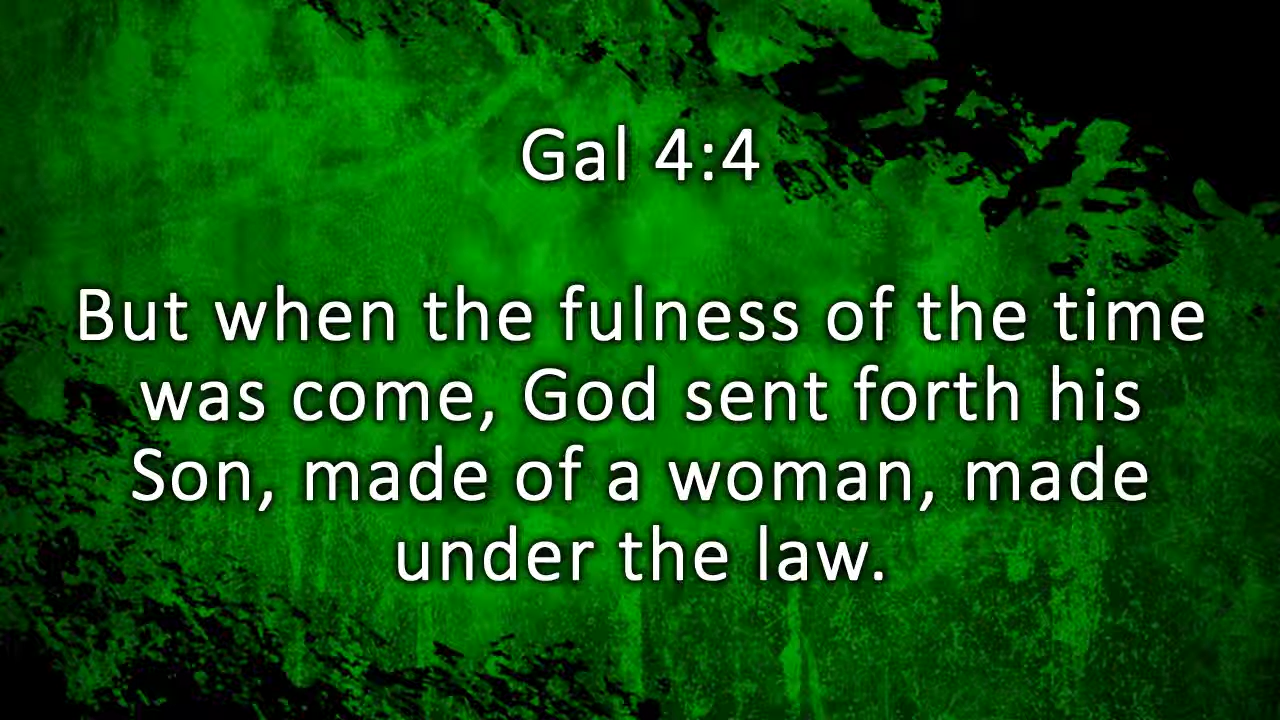 Gal 4:4
But when the fulness of the time
was come, God sent forth his
Son, made of a woman, made
under the law.